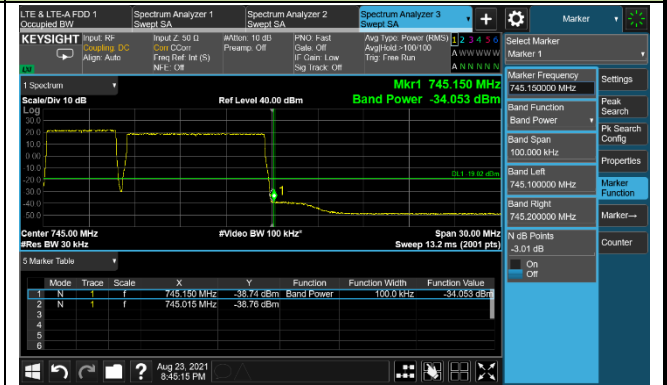 LTE & LTE-A FDD 1
Occupied BW
Spectrum Analyzer 1
Swept SA
Spectrum Analyzer 2
Swept SA
Spectrum Analyzer 3
Swept SA
Marker
KEYSIGHT
Input: RF
Coupling: DC
Align: Auto
Input Z: 50 Ω
Corr CCorr
Freq Ref: Int (S)
NFE: Off
#Atten: 10 dB
Preamp: Off
PNO: Fast
Gate: Off
IF Gain: Low
Sig Track: Off
Avg Type: Power (RMS)
Avg|Hold:>100/100
Trig: Free Run
1 2 3 4 5 6
A WWWWW
A N N N N N
Select Marker
Marker 1
1 Spectrum
Scale/Div 10 dB
Log
Ref Level 40.00 dBm
Mkr1 745.150 MHz
Band Power -34.053 dBm
30.0
20.0
10.0
0.00
-10.0
-20.0
-30.0
-40.0
-50.0
1
Center 745.00 MHz
#Res BW 30 kHz
#Video BW 100 kHz*
Span 30.00 MHz
Sweep 13.2 ms (2001 pts)
Marker Frequency
745.150000 MHz
Band Function
Band Power
Band Span
100.000 kHz
Band Left
745.100000 MHz
Band Right
745.200000 MHz
N dB Points
-3.01 dB
On
Off
Settings
Peak
Search
Pk Search
Config
Properties
Marker
Function
Marker→
Counter
5 Marker Table
Mode Trace Scale X Y Function Function Width Function Value
1 N 1 f 745.150 MHz -38.74 dBm Band Power 100.0 kHz -34.053 dBm
2 N 1 f 745.015 MHz -38.76 dBm
3
4
5
6
Aug 23, 2021
8:45:15 PM